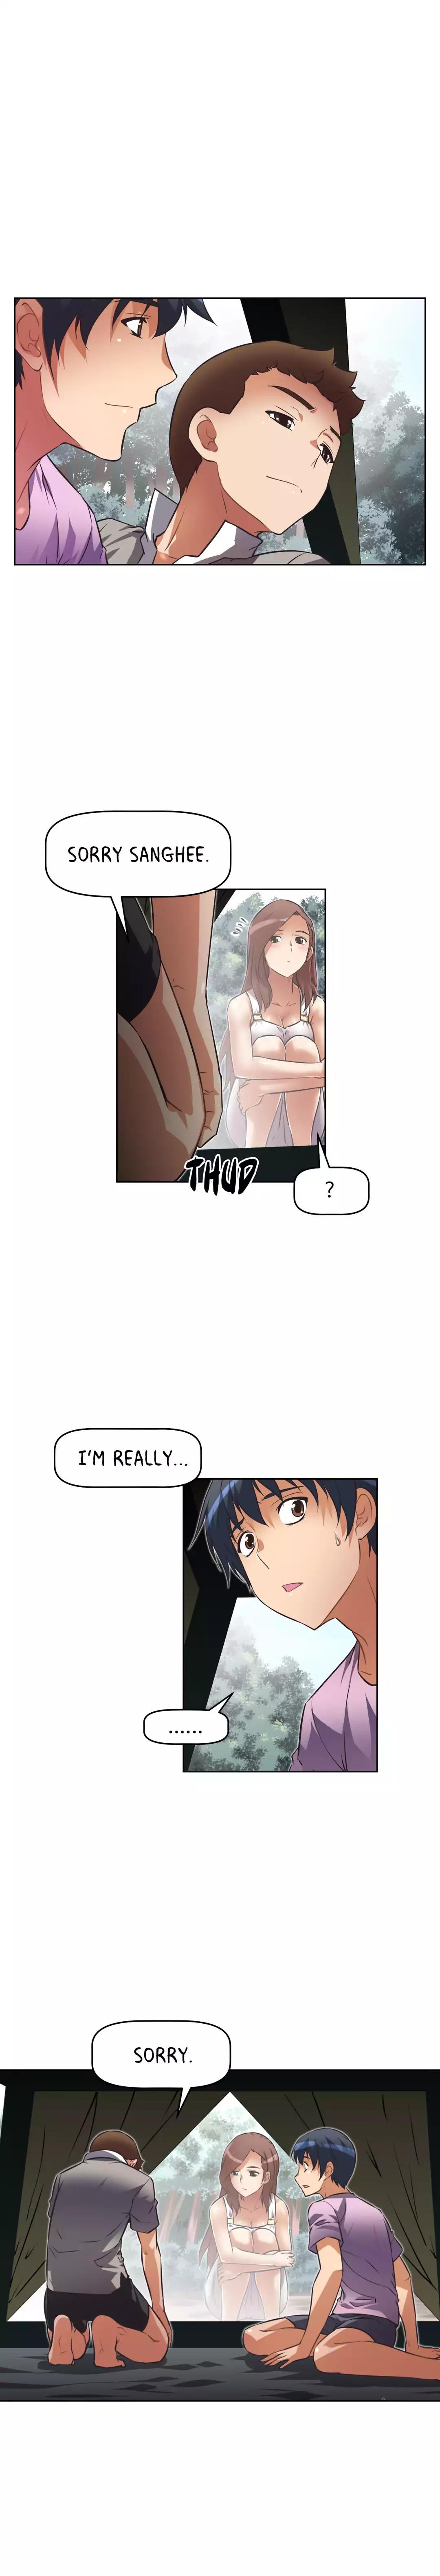 SORRY SANGHEE.
THUD
?
I'M REALLY...
......
SORRY.